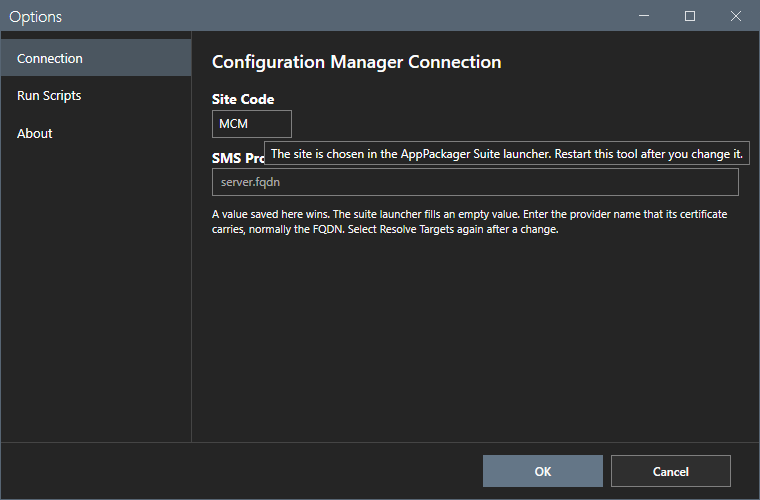 Options
Connection
Run Scripts
About
Configuration Manager Connection
Site Code
MCM
The site is chosen in the AppPackager Suite launcher. Restart this tool after you change it.
SMS
server.fqdn
A value saved here wins. The suite launcher fills an empty value. Enter the provider name that its certificate
carries, normally the FQDN. Select Resolve Targets again after a change.
OK
Cancel